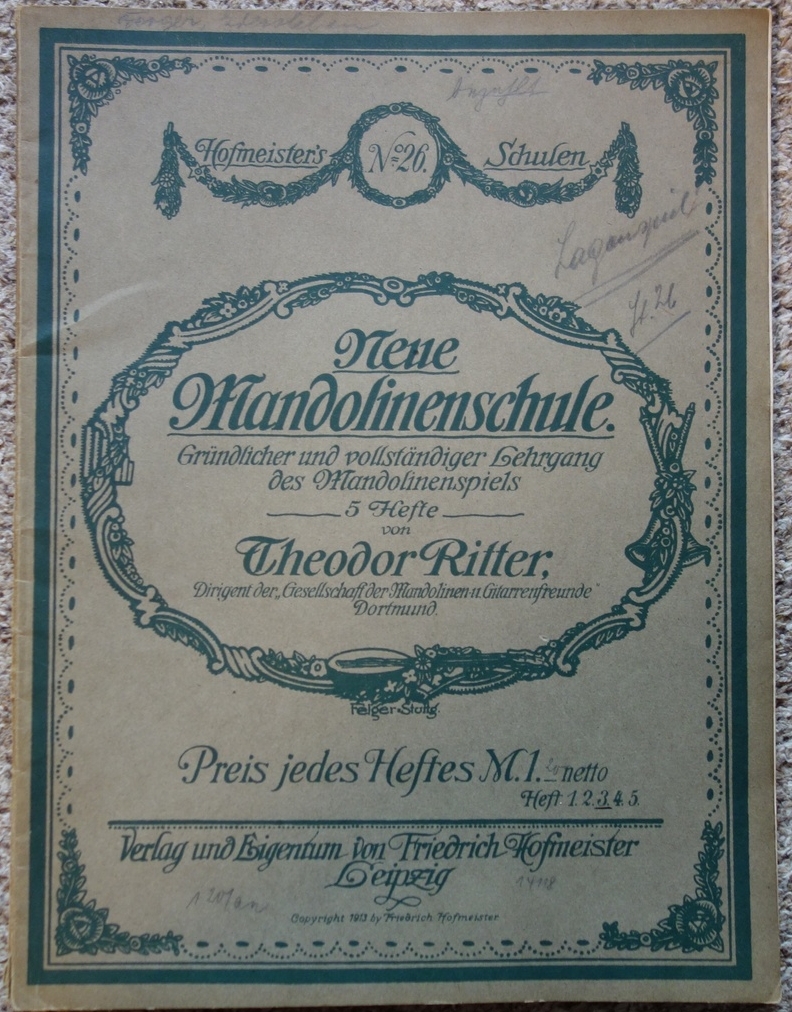 Hofmeister's No 26. Schulen
Neue
Mandolinenschule.
Gründlicher und vollständiger Lehrgang
des Mandolinenspiels
5 Hefte
von
Theodor Ritter,
Dirigent der „Gesellschaft der Mandolinen- u. Gitarrenfreunde"
Dortmund.
Felger · Stuttg.
Preis jedes Heftes M. 1. netto
Heft 1. 2. 3. 4. 5.
Verlag und Eigentum von Friedrich Hofmeister
Leipzig
Copyright 1913 by Friedrich Hofmeister